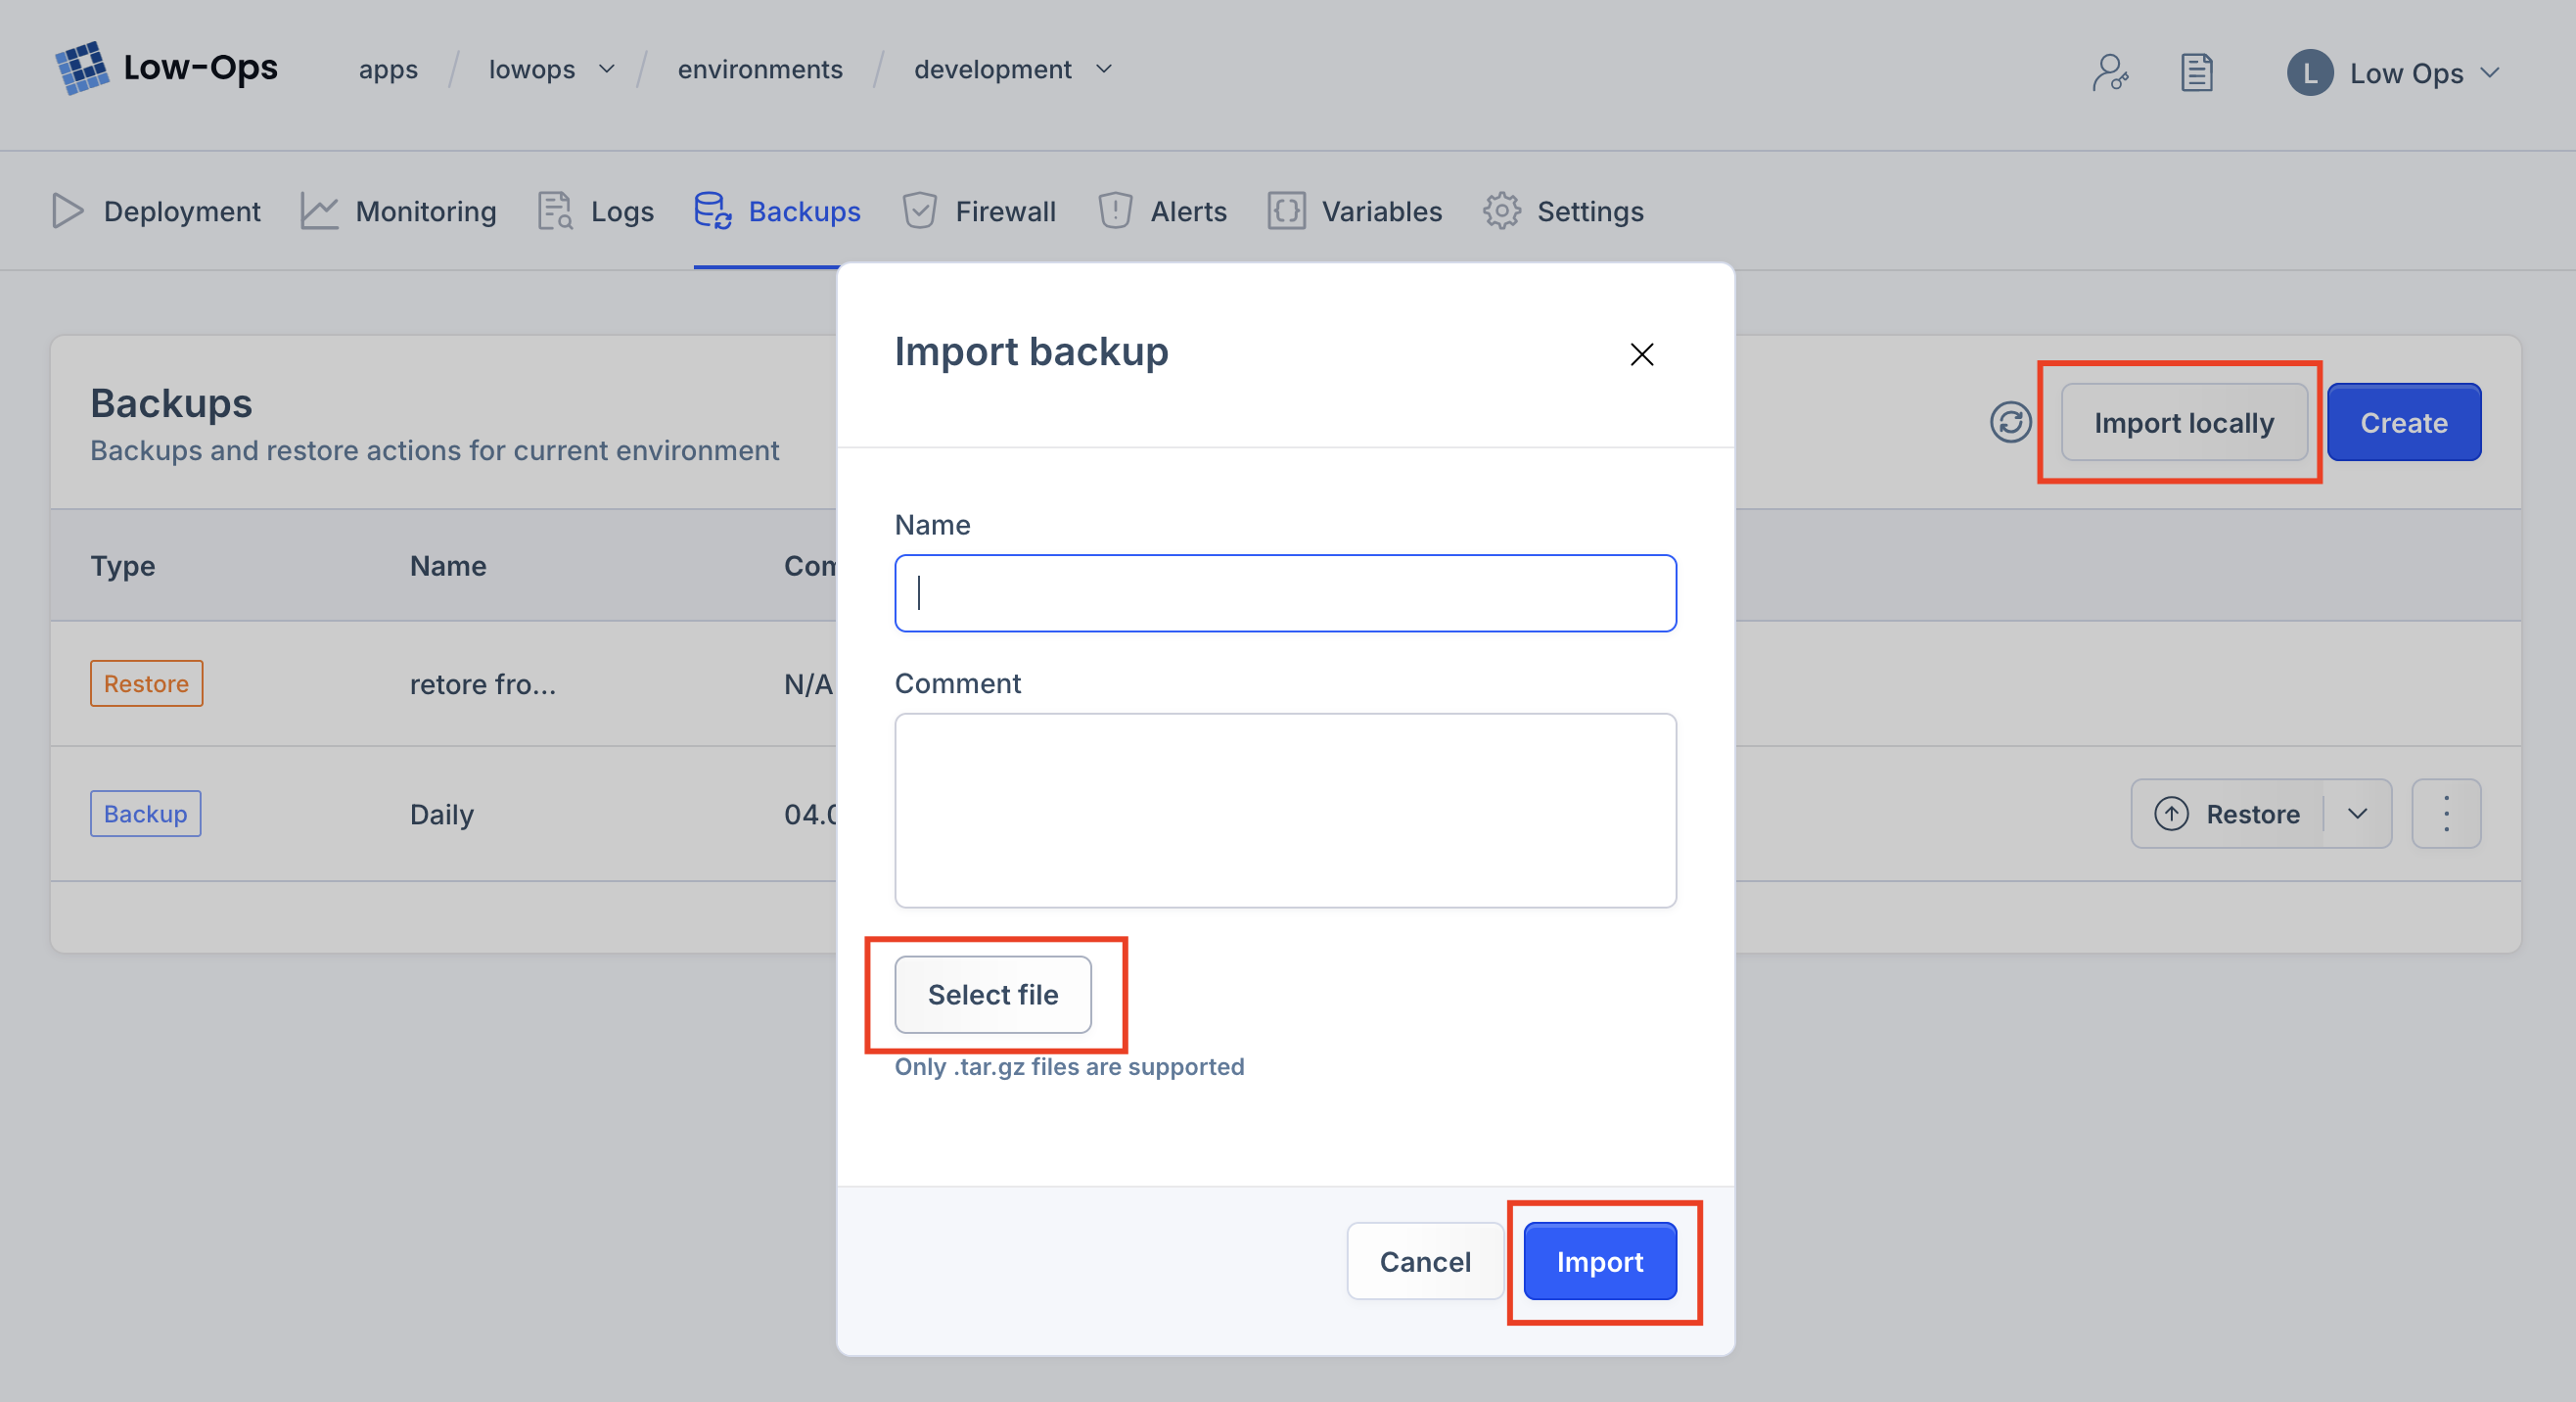 Low-Ops apps / lowops / environments / development L Low Ops
Deployment Monitoring Logs Backups Firewall Alerts Variables Settings
Import backup
Backups
Backups and restore actions for current environment
Import locally Create
Name
Type Name
Restore retore fro... N/A
Comment
Backup Daily Restore
Select file
Only .tar.gz files are supported
Cancel Import